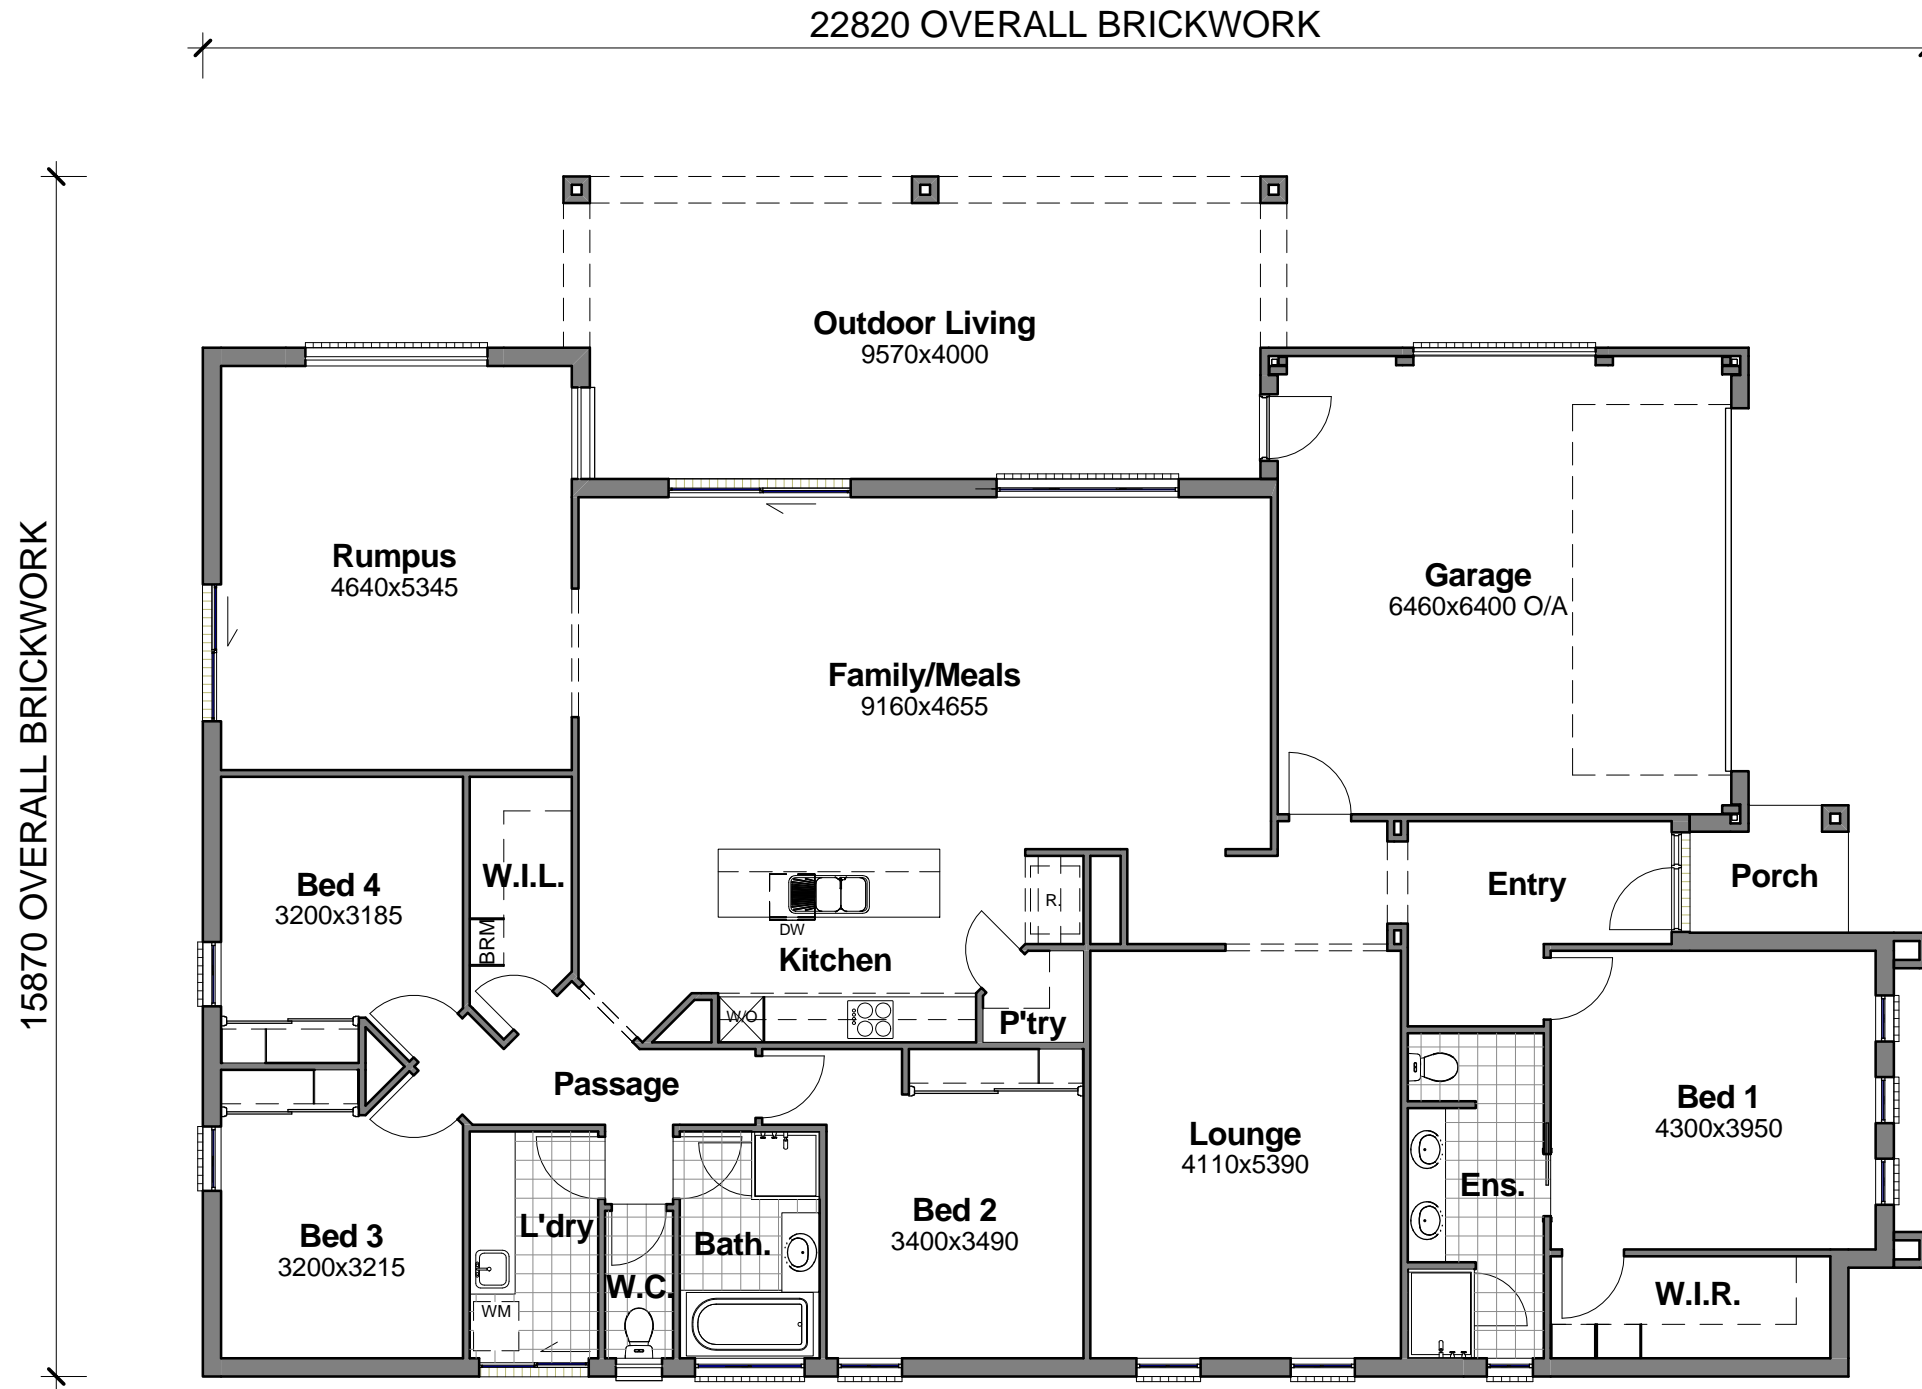 22820 OVERALL BRICKWORK
15870 OVERALL BRICKWORK
Outdoor Living
9570x4000
Rumpus
4640x5345
Garage
6460x6400 O/A
Family/Meals
9160x4655
Bed 4
3200x3185
W.I.L.
BRM
DW
Kitchen
R.
W/O
P'try
Entry
Porch
Passage
Bed 1
4300x3950
Lounge
4110x5390
Ens.
Bed 2
3400x3490
Bath.
L'dry
W.C.
WM
Bed 3
3200x3215
W.I.R.